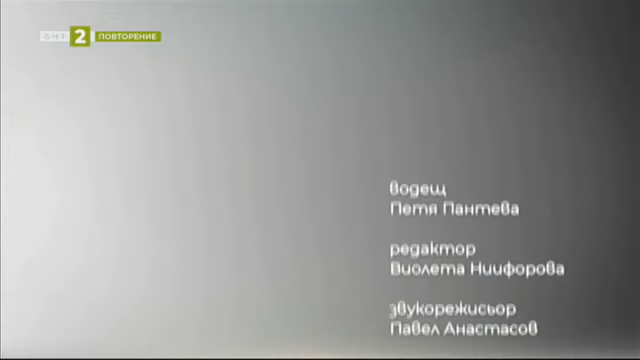 БНТ 2 ПОВТОРЕНИЕ
водещ
Петя Пантева
редактор
Виолета Ниифорова
звукорежисьор
Павел Анастасов